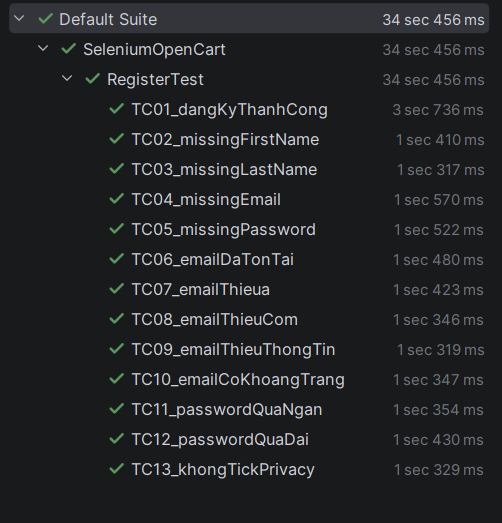 Default Suite 34 sec 456 ms
SeleniumOpenCart 34 sec 456 ms
RegisterTest 34 sec 456 ms
TC01_dangKyThanhCong 3 sec 736 ms
TC02_missingFirstName 1 sec 410 ms
TC03_missingLastName 1 sec 317 ms
TC04_missingEmail 1 sec 570 ms
TC05_missingPassword 1 sec 522 ms
TC06_emailDaTonTai 1 sec 480 ms
TC07_emailThieua 1 sec 423 ms
TC08_emailThieuCom 1 sec 346 ms
TC09_emailThieuThongTin 1 sec 319 ms
TC10_emailCoKhoangTrang 1 sec 347 ms
TC11_passwordQuaNgan 1 sec 354 ms
TC12_passwordQuaDai 1 sec 430 ms
TC13_khongTickPrivacy 1 sec 329 ms